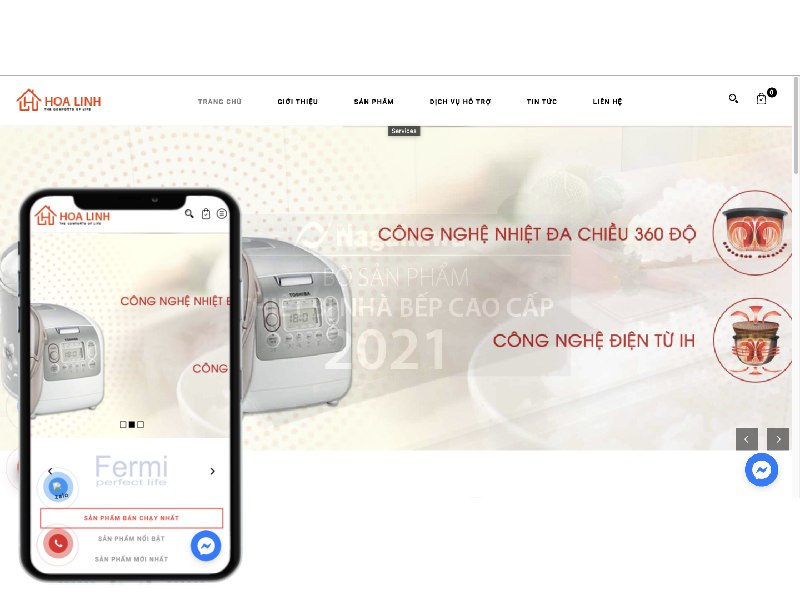 HOA LINH
THE COMFORTS OF LIFE
TRANG CHỦ
GIỚI THIỆU
SẢN PHẨM
DỊCH VỤ HỖ TRỢ
TIN TỨC
LIÊN HỆ
0
Services
CÔNG NGHỆ NHIỆT ĐA CHIỀU 360 ĐỘ
BỘ SẢN PHẨM
NHÀ BẾP CAO CẤP
2021
CÔNG NGHỆ ĐIỆN TỪ IH
TOSHIBA
HOA LINH
THE COMFORTS OF LIFE
CÔNG NGHỆ NHIỆT
CÔNG
Fermi
perfect life
Zalo
SẢN PHẨM BÁN CHẠY NHẤT
SẢN PHẨM NỔI BẬT
SẢN PHẨM MỚI NHẤT